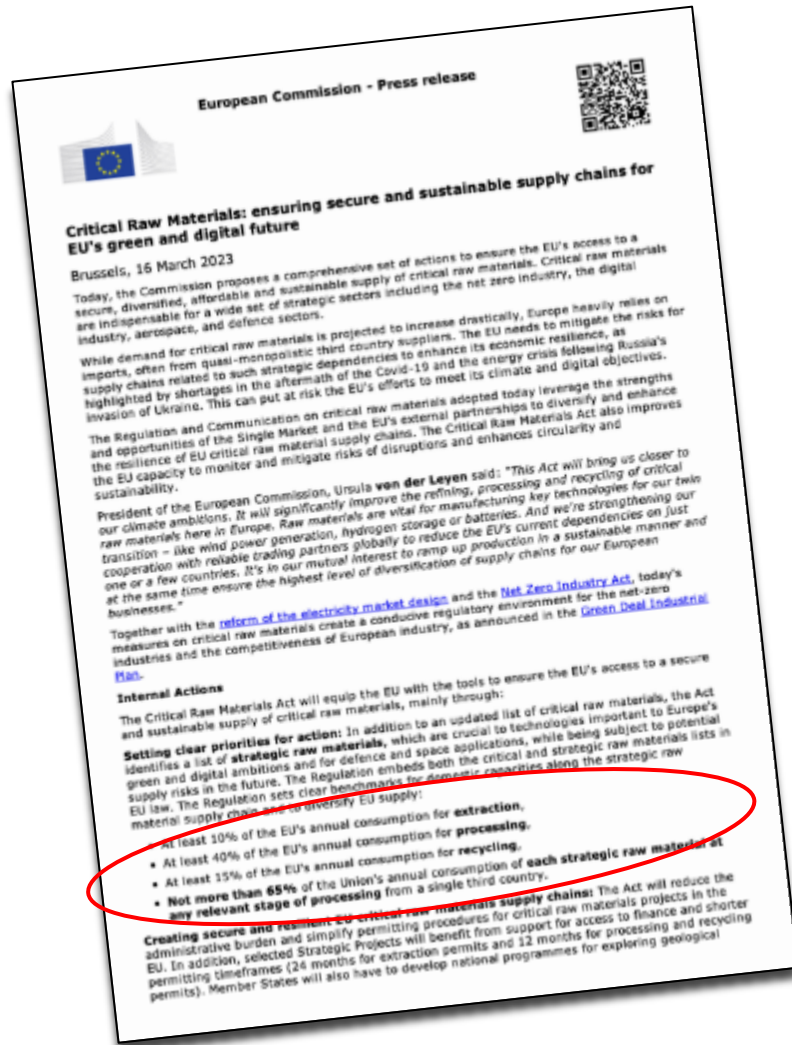 European Commission - Press release
Critical Raw Materials: ensuring secure and sustainable supply chains for
EU's green and digital future
Brussels, 16 March 2023
Today, the Commission proposes a comprehensive set of actions to ensure the EU's access to a
secure, diversified, affordable and sustainable supply of critical raw materials. Critical raw materials
are indispensable for a wide set of strategic sectors including the net zero industry, the digital
industry, aerospace, and defence sectors.
While demand for critical raw materials is projected to increase drastically, Europe heavily relies on
imports, often from quasi-monopolistic third country suppliers. The EU needs to mitigate the risks for
supply chains related to such strategic dependencies to enhance its economic resilience, as
highlighted by shortages in the aftermath of the Covid-19 and the energy crisis following Russia's
invasion of Ukraine. This can put at risk the EU's efforts to meet its climate and digital objectives.
The Regulation and Communication on critical raw materials adopted today leverage the strengths
and opportunities of the Single Market and the EU's external partnerships to diversify and enhance
the resilience of EU critical raw material supply chains. The Critical Raw Materials Act also improves
the EU capacity to monitor and mitigate risks of disruptions and enhances circularity and
sustainability.
President of the European Commission, Ursula von der Leyen said: "This Act will bring us closer to
our climate ambitions. It will significantly improve the refining, processing and recycling of critical
raw materials here in Europe. Raw materials are vital for manufacturing key technologies for our twin
transition – like wind power generation, hydrogen storage or batteries. And we're strengthening our
cooperation with reliable trading partners globally to reduce the EU's current dependencies on just
one or a few countries. It's in our mutual interest to ramp up production in a sustainable manner and
at the same time ensure the highest level of diversification of supply chains for our European
businesses."
Together with the reform of the electricity market design and the Net Zero Industry Act, today's
measures on critical raw materials create a conducive regulatory environment for the net-zero
industries and the competitiveness of European industry, as announced in the Green Deal Industrial
Plan.
Internal Actions
The Critical Raw Materials Act will equip the EU with the tools to ensure the EU's access to a secure
and sustainable supply of critical raw materials, mainly through:
Setting clear priorities for action: In addition to an updated list of critical raw materials, the Act
identifies a list of strategic raw materials, which are crucial to technologies important to Europe's
green and digital ambitions and for defence and space applications, while being subject to potential
supply risks in the future. The Regulation embeds both the critical and strategic raw materials lists in
EU law. The Regulation sets clear benchmarks for domestic capacities along the strategic raw
material supply chain and to diversify EU supply:
• At least 10% of the EU's annual consumption for extraction,
• At least 40% of the EU's annual consumption for processing,
• At least 15% of the EU's annual consumption for recycling,
• Not more than 65% of the Union's annual consumption of each strategic raw material at
any relevant stage of processing from a single third country.
Creating secure and resilient EU critical raw materials supply chains: The Act will reduce the
administrative burden and simplify permitting procedures for critical raw materials projects in the
EU. In addition, selected Strategic Projects will benefit from support for access to finance and shorter
permitting timeframes (24 months for extraction permits and 12 months for processing and recycling
permits). Member States will also have to develop national programmes for exploring geological